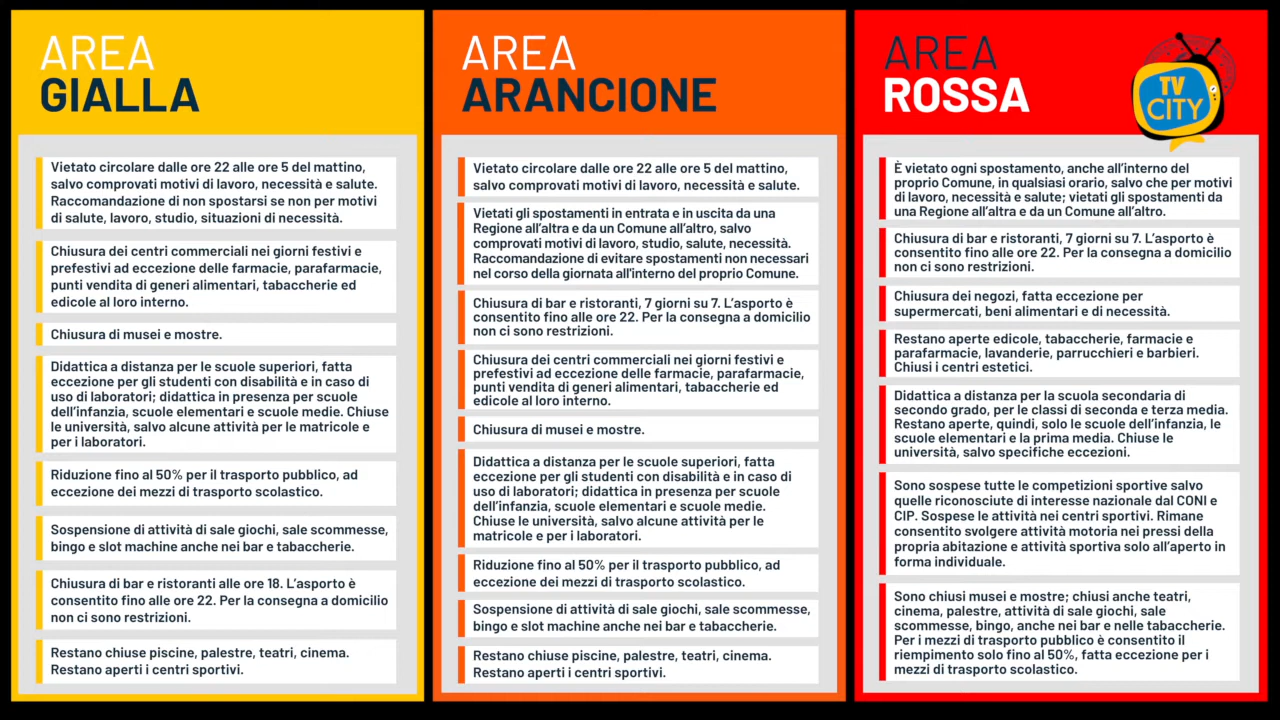 AREA
GIALLA
Vietato circolare dalle ore 22 alle ore 5 del mattino,
salvo comprovati motivi di lavoro, necessità e salute.
Raccomandazione di non spostarsi se non per motivi
di salute, lavoro, studio, situazioni di necessità.
Chiusura dei centri commerciali nei giorni festivi e
prefestivi ad eccezione delle farmacie, parafarmacie,
punti vendita di generi alimentari, tabaccherie ed
edicole al loro interno.
Chiusura di musei e mostre.
Didattica a distanza per le scuole superiori, fatta
eccezione per gli studenti con disabilità e in caso di
uso di laboratori; didattica in presenza per scuole
dell'infanzia, scuole elementari e scuole medie. Chiuse
le università, salvo alcune attività per le matricole e
per i laboratori.
Riduzione fino al 50% per il trasporto pubblico, ad
eccezione dei mezzi di trasporto scolastico.
Sospensione di attività di sale giochi, sale scommesse,
bingo e slot machine anche nei bar e tabaccherie.
Chiusura di bar e ristoranti alle ore 18. L'asporto è
consentito fino alle ore 22. Per la consegna a domicilio
non ci sono restrizioni.
Restano chiuse piscine, palestre, teatri, cinema.
Restano aperti i centri sportivi.
AREA
ARANCIONE
Vietato circolare dalle ore 22 alle ore 5 del mattino,
salvo comprovati motivi di lavoro, necessità e salute.
Vietati gli spostamenti in entrata e in uscita da una
Regione all'altra e da un Comune all'altro, salvo
comprovati motivi di lavoro, studio, salute, necessità.
Raccomandazione di evitare spostamenti non necessari
nel corso della giornata all'interno del proprio Comune.
Chiusura di bar e ristoranti, 7 giorni su 7. L'asporto è
consentito fino alle ore 22. Per la consegna a domicilio
non ci sono restrizioni.
Chiusura dei centri commerciali nei giorni festivi e
prefestivi ad eccezione delle farmacie, parafarmacie,
punti vendita di generi alimentari, tabaccherie ed
edicole al loro interno.
Chiusura di musei e mostre.
Didattica a distanza per le scuole superiori, fatta
eccezione per gli studenti con disabilità e in caso di
uso di laboratori; didattica in presenza per scuole
dell'infanzia, scuole elementari e scuole medie.
Chiuse le università, salvo alcune attività per le
matricole e per i laboratori.
Riduzione fino al 50% per il trasporto pubblico, ad
eccezione dei mezzi di trasporto scolastico.
Sospensione di attività di sale giochi, sale scommesse,
bingo e slot machine anche nei bar e tabaccherie.
Restano chiuse piscine, palestre, teatri, cinema.
Restano aperti i centri sportivi.
AREA
ROSSA
TV
CITY
È vietato ogni spostamento, anche all'interno del
proprio Comune, in qualsiasi orario, salvo che per motivi
di lavoro, necessità e salute; vietati gli spostamenti da
una Regione all'altra e da un Comune all'altro.
Chiusura di bar e ristoranti, 7 giorni su 7. L'asporto è
consentito fino alle ore 22. Per la consegna a domicilio
non ci sono restrizioni.
Chiusura dei negozi, fatta eccezione per
supermercati, beni alimentari e di necessità.
Restano aperte edicole, tabaccherie, farmacie e
parafarmacie, lavanderie, parrucchieri e barbieri.
Chiusi i centri estetici.
Didattica a distanza per la scuola secondaria di
secondo grado, per le classi di seconda e terza media.
Restano aperte, quindi, solo le scuole dell'infanzia, le
scuole elementari e la prima media. Chiuse le
università, salvo specifiche eccezioni.
Sono sospese tutte le competizioni sportive salvo
quelle riconosciute di interesse nazionale dal CONI e
CIP. Sospese le attività nei centri sportivi. Rimane
consentito svolgere attività motoria nei pressi della
propria abitazione e attività sportiva solo all'aperto in
forma individuale.
Sono chiusi musei e mostre; chiusi anche teatri,
cinema, palestre, attività di sale giochi, sale
scommesse, bingo, anche nei bar e nelle tabaccherie.
Per i mezzi di trasporto pubblico è consentito il
riempimento solo fino al 50%, fatta eccezione per i
mezzi di trasporto scolastico.